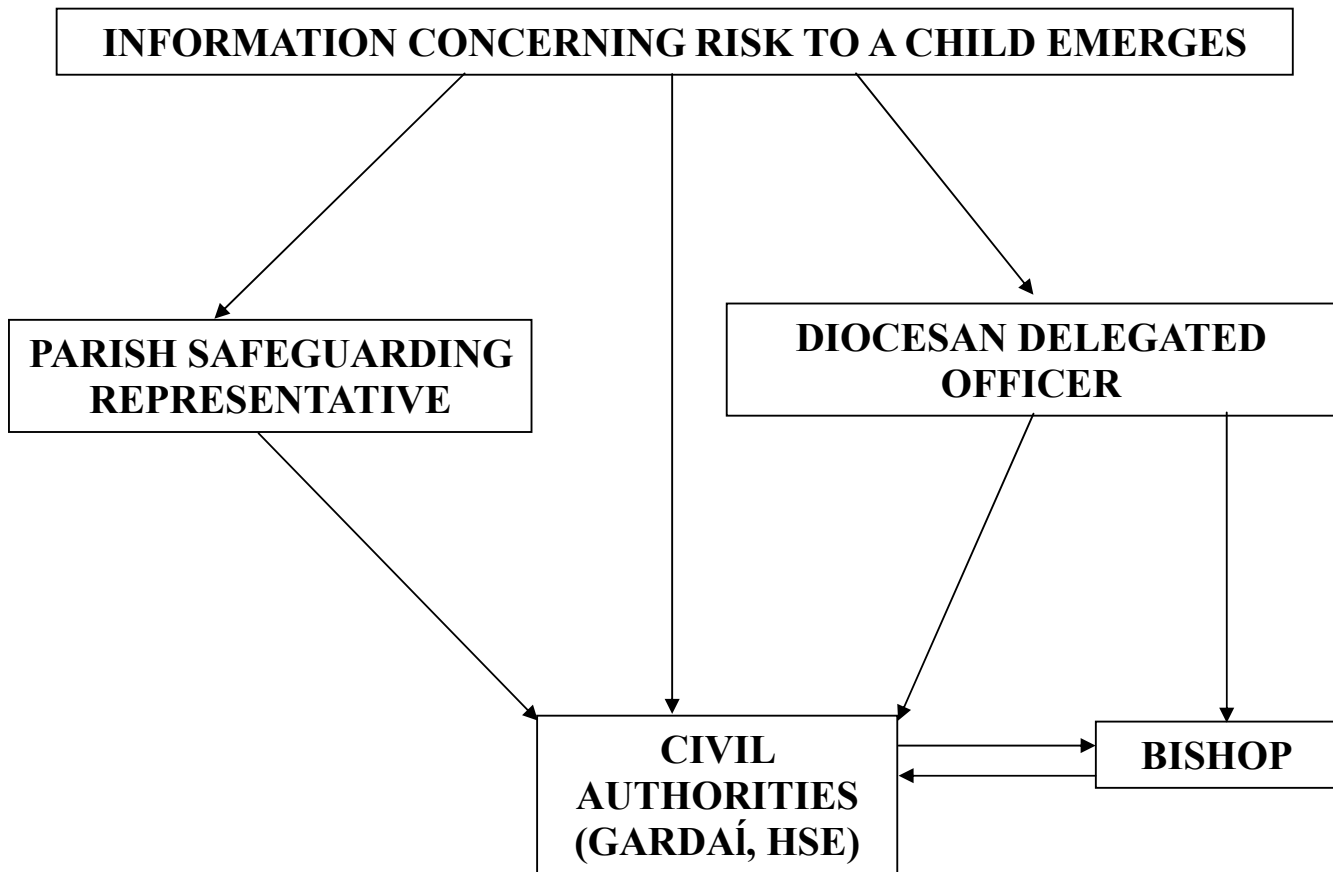 INFORMATION CONCERNING RISK TO A CHILD EMERGES
PARISH SAFEGUARDING
REPRESENTATIVE
DIOCESAN DELEGATED
OFFICER
CIVIL
AUTHORITIES
(GARDAÍ, HSE)
BISHOP